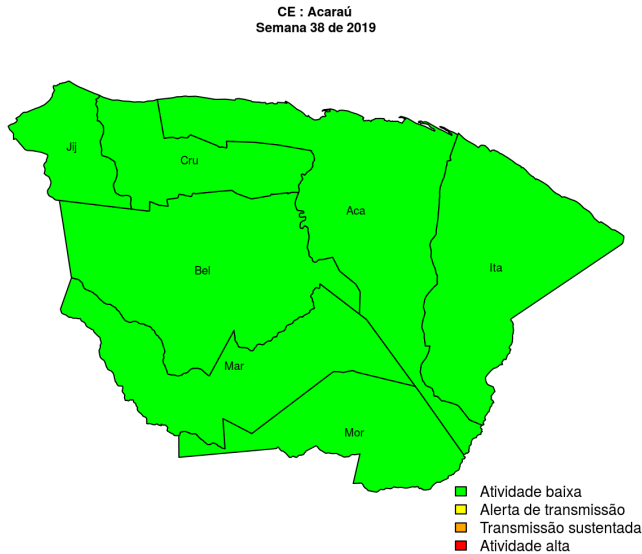 CE : Acaraú
Semana 38 de 2019
Jij
Cru
Aca
Bel
Ita
Mar
Mor
Atividade baixa
Alerta de transmissão
Transmissão sustentada
Atividade alta